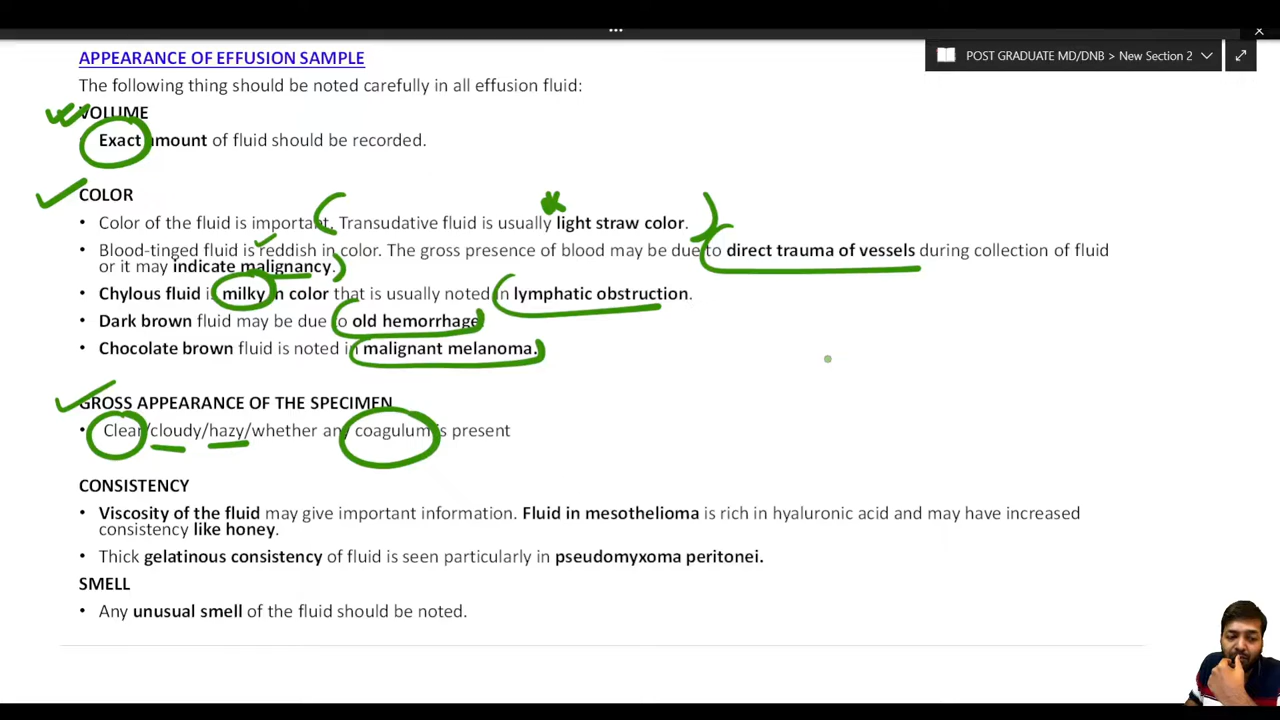 POST GRADUATE MD/DNB > New Section 2
APPEARANCE OF EFFUSION SAMPLE
The following thing should be noted carefully in all effusion fluid:
VOLUME
• Exact amount of fluid should be recorded.
COLOR
• Color of the fluid is important. Transudative fluid is usually light straw color.
• Blood-tinged fluid is reddish in color. The gross presence of blood may be due to direct trauma of vessels during collection of fluid
or it may indicate malignancy.
• Chylous fluid is milky in color that is usually noted in lymphatic obstruction.
• Dark brown fluid may be due to old hemorrhage.
• Chocolate brown fluid is noted in malignant melanoma.
GROSS APPEARANCE OF THE SPECIMEN
• Clear/cloudy/hazy/whether any coagulum is present
CONSISTENCY
• Viscosity of the fluid may give important information. Fluid in mesothelioma is rich in hyaluronic acid and may have increased
consistency like honey.
• Thick gelatinous consistency of fluid is seen particularly in pseudomyxoma peritonei.
SMELL
• Any unusual smell of the fluid should be noted.